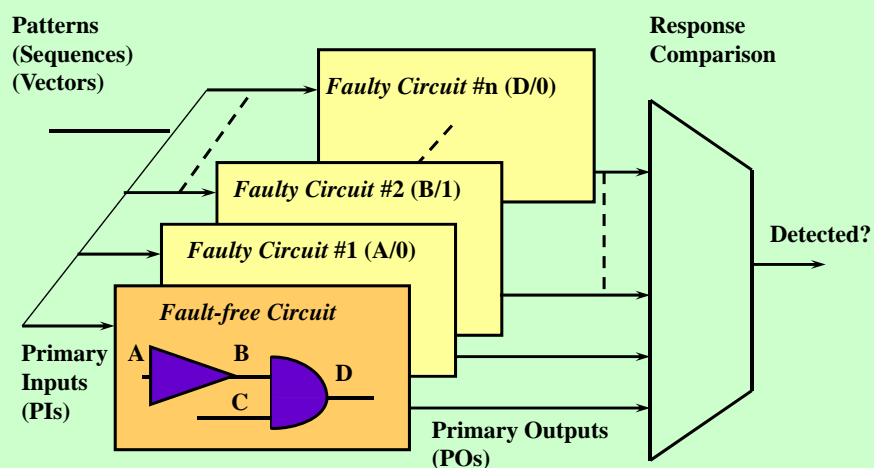 Patterns
(Sequences)
(Vectors)
Response
Comparison
Faulty Circuit #n (D/0)
Faulty Circuit #2 (B/1)
Faulty Circuit #1 (A/0)
Detected?
Fault-free Circuit
Primary
Inputs
(PIs)
A
B
C
D
Primary Outputs
(POs)